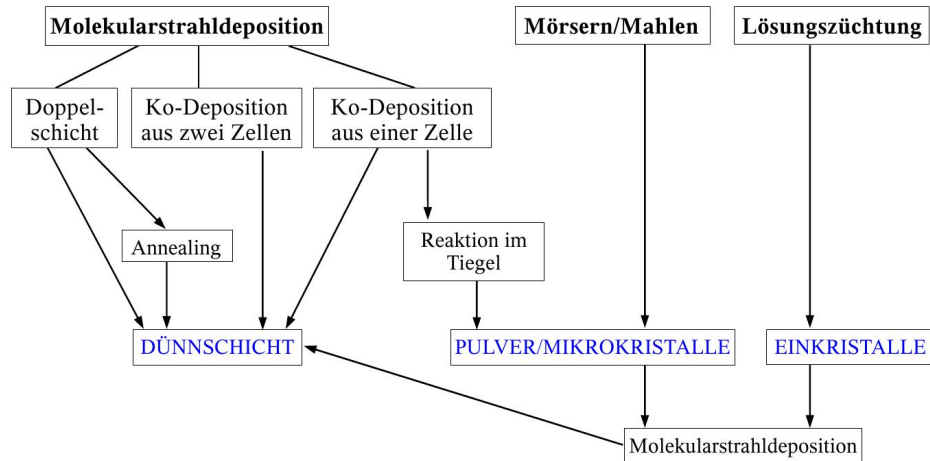 Molekularstrahldeposition
Mörsern/Mahlen
Lösungszüchtung
Doppel-
schicht
Ko-Deposition
aus zwei Zellen
Ko-Deposition
aus einer Zelle
Annealing
Reaktion im
Tiegel
DÜNNSCHICHT
PULVER/MIKROKRISTALLE
EINKRISTALLE
Molekularstrahldeposition